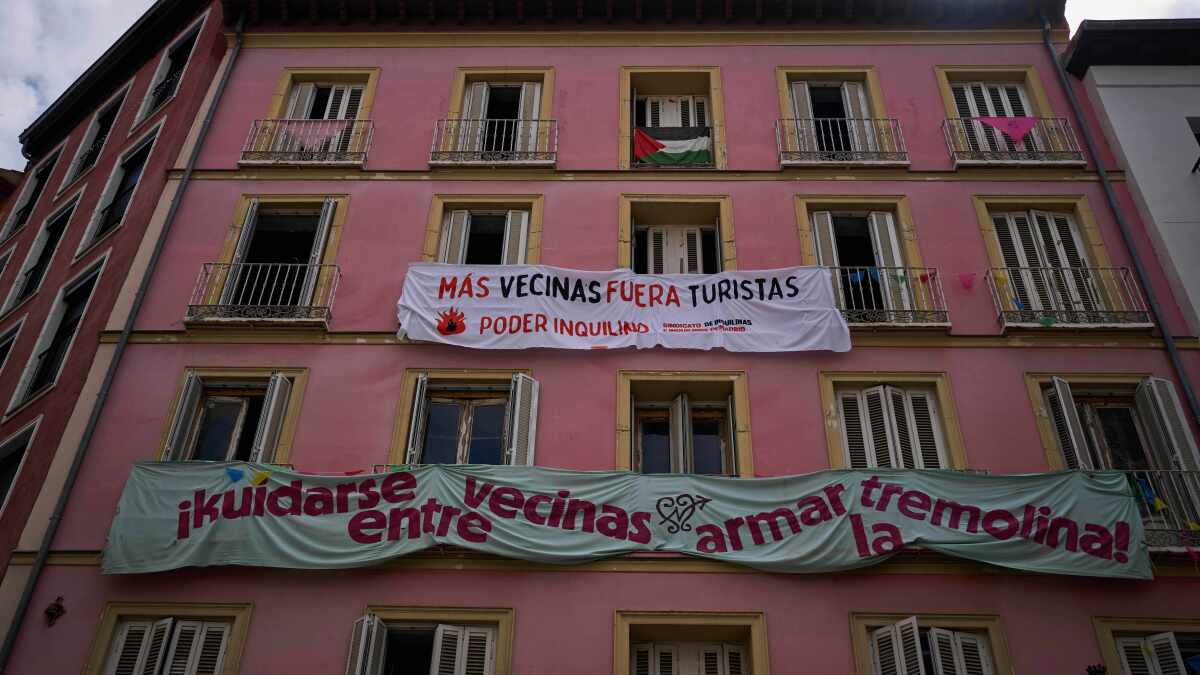 MÁS VECINAS FUERA TURISTAS
PODER INQUILINO SINDICATO DE INQUILINAS
¡kuidarse entre vecinas armar la tremolina!